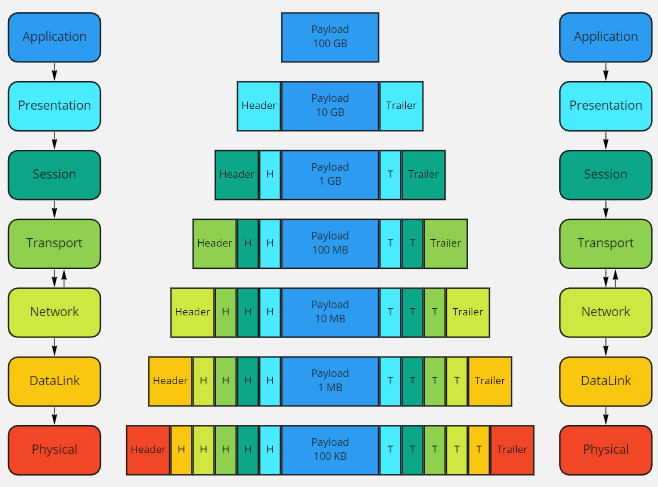 Application
Payload
100 GB
Application
Presentation
Header
Payload
10 GB
Trailer
Presentation
Session
Header
H
Payload
1 GB
T
Trailer
Session
Transport
Header
H
H
Payload
100 MB
T
T
Trailer
Transport
Network
Header
H
H
H
Payload
10 MB
T
T
T
Trailer
Network
DataLink
Header
H
H
H
H
Payload
1 MB
T
T
T
T
Trailer
DataLink
Physical
Header
H
H
H
H
H
Payload
100 KB
T
T
T
T
T
Trailer
Physical